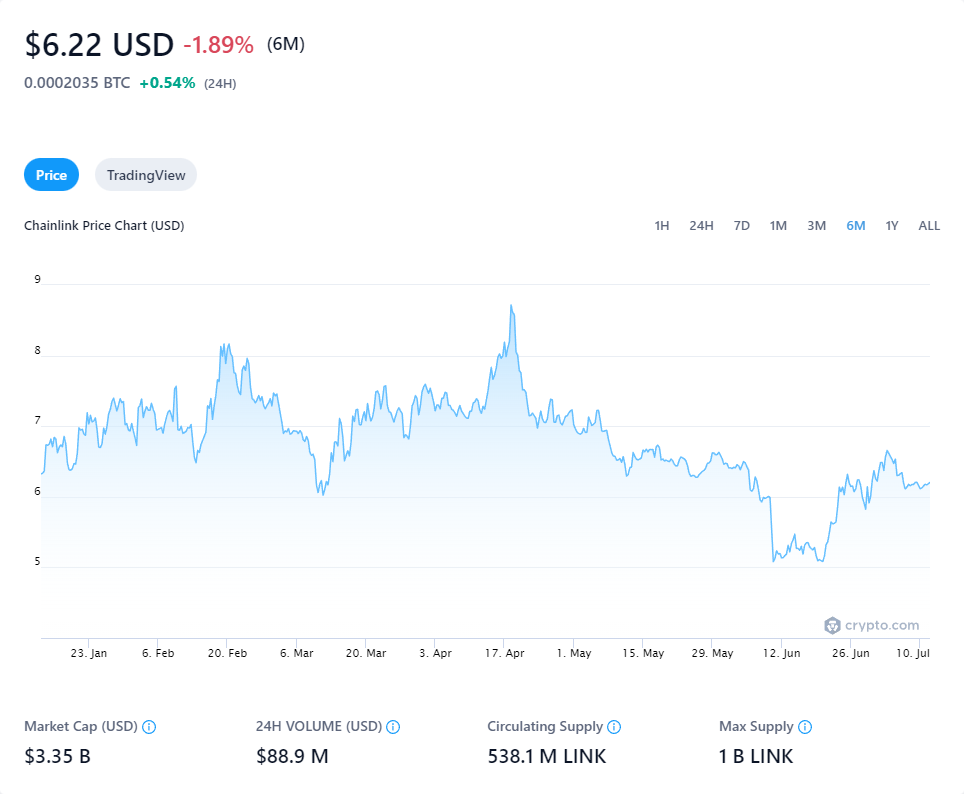 $6.22 USD -1.89% (6M)
0.0002035 BTC +0.54% (24H)
Price TradingView
Chainlink Price Chart (USD) 1H 24H 7D 1M 3M 6M 1Y ALL
9
8
7
6
5
crypto.com
23. Jan 6. Feb 20. Feb 6. Mar 20. Mar 3. Apr 17. Apr 1. May 15. May 29. May 12. Jun 26. Jun 10. Jul
Market Cap (USD) 24H VOLUME (USD) Circulating Supply Max Supply
$3.35 B $88.9 M 538.1 M LINK 1 B LINK